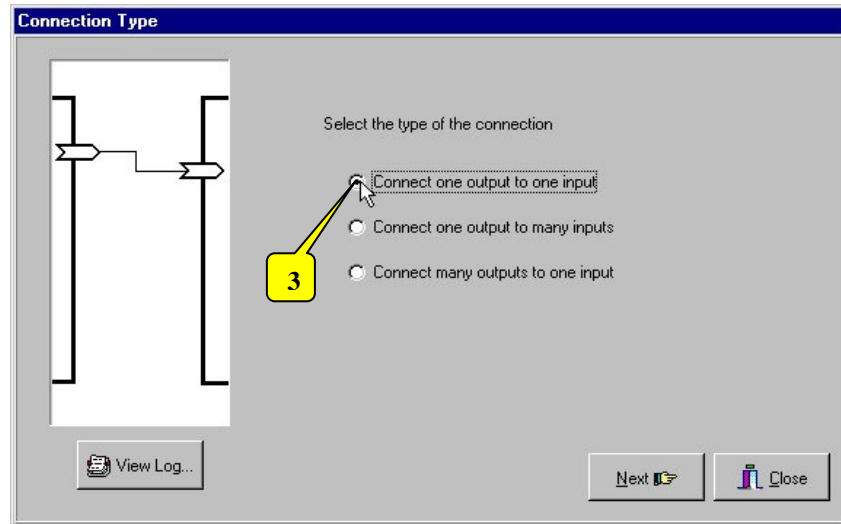 Connection Type
Select the type of the connection
Connect one output to one input
Connect one output to many inputs
Connect many outputs to one input
3
View Log...
Next
Close